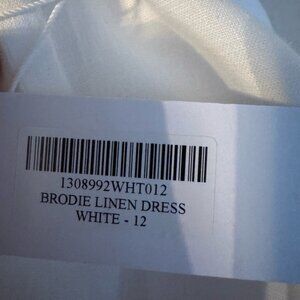 1308992WHT012
BRODIE LINEN DRESS
WHITE - 12